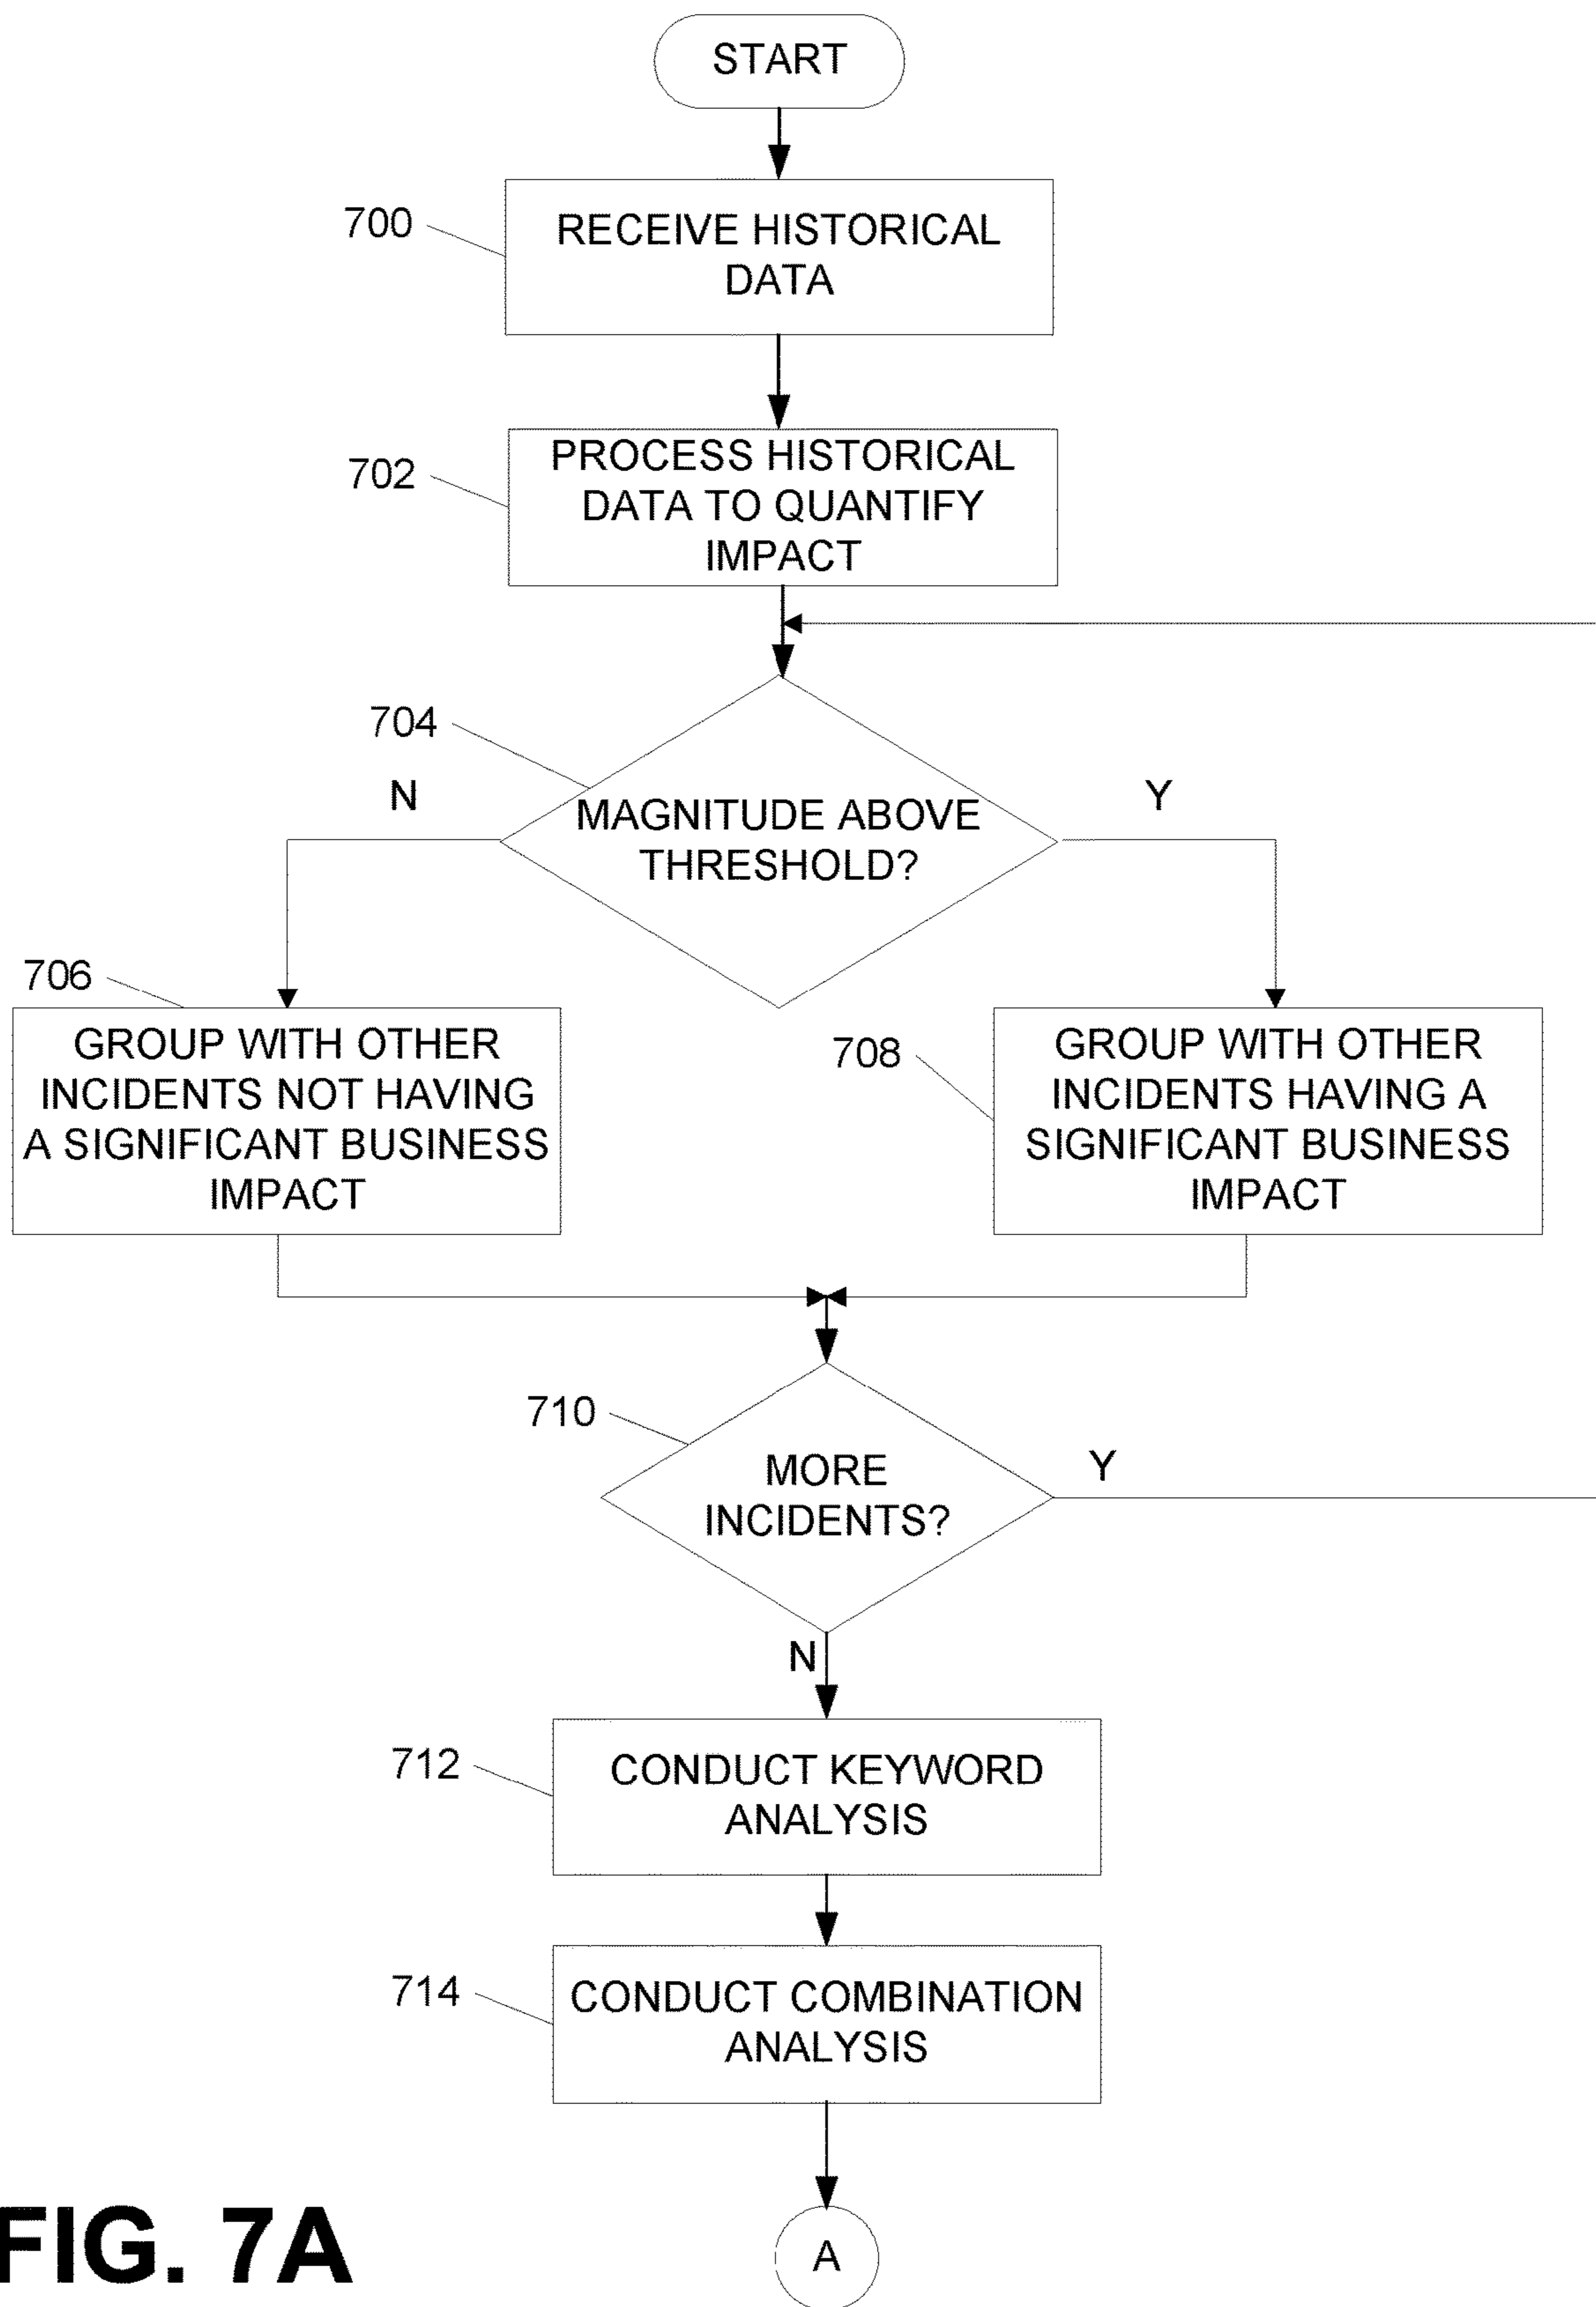 START
700
RECEIVE HISTORICAL
DATA
702
PROCESS HISTORICAL
DATA TO QUANTIFY
IMPACT
704
N
MAGNITUDE ABOVE
THRESHOLD?
Y
706
GROUP WITH OTHER
INCIDENTS NOT HAVING
A SIGNIFICANT BUSINESS
IMPACT
708
GROUP WITH OTHER
INCIDENTS HAVING A
SIGNIFICANT BUSINESS
IMPACT
710
MORE
INCIDENTS?
Y
N
712
CONDUCT KEYWORD
ANALYSIS
714
CONDUCT COMBINATION
ANALYSIS
A
FIG. 7A